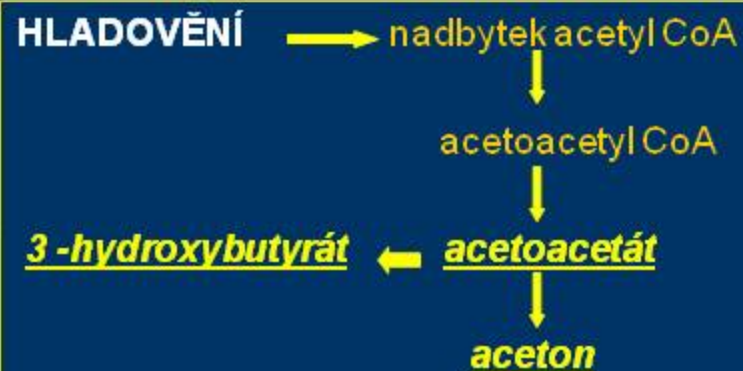 HLADOVĚNÍ nadbytek acetyl CoA
acetoacetyl CoA
3 -hydroxybutyrát acetoacetát
aceton